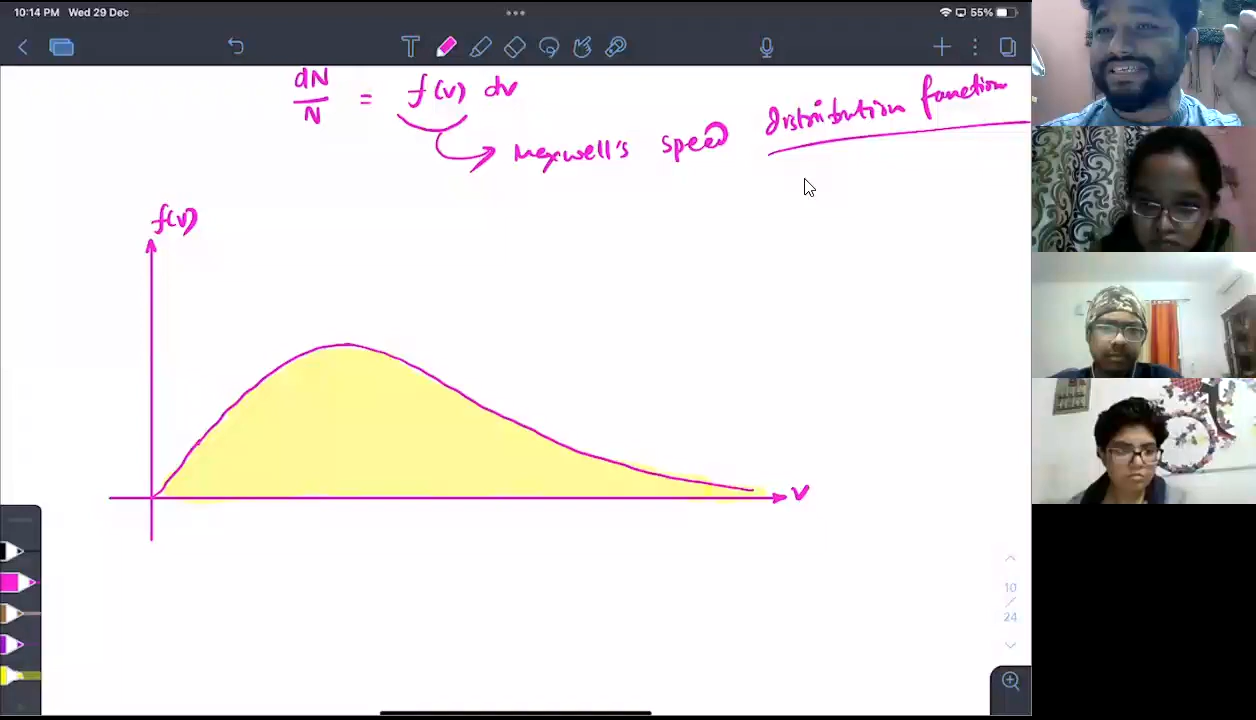 10:14 PM Wed 29 Dec
55%
dN
N
= f(v) dv
Maxwell's speed distribution function
f(v)
v
10
/
24